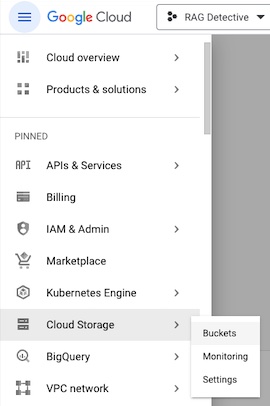 Google Cloud
RAG Detective
Cloud overview
Products & solutions
PINNED
API APIs & Services
Billing
IAM & Admin
Marketplace
Kubernetes Engine
Cloud Storage
Buckets
Monitoring
Settings
BigQuery
VPC network